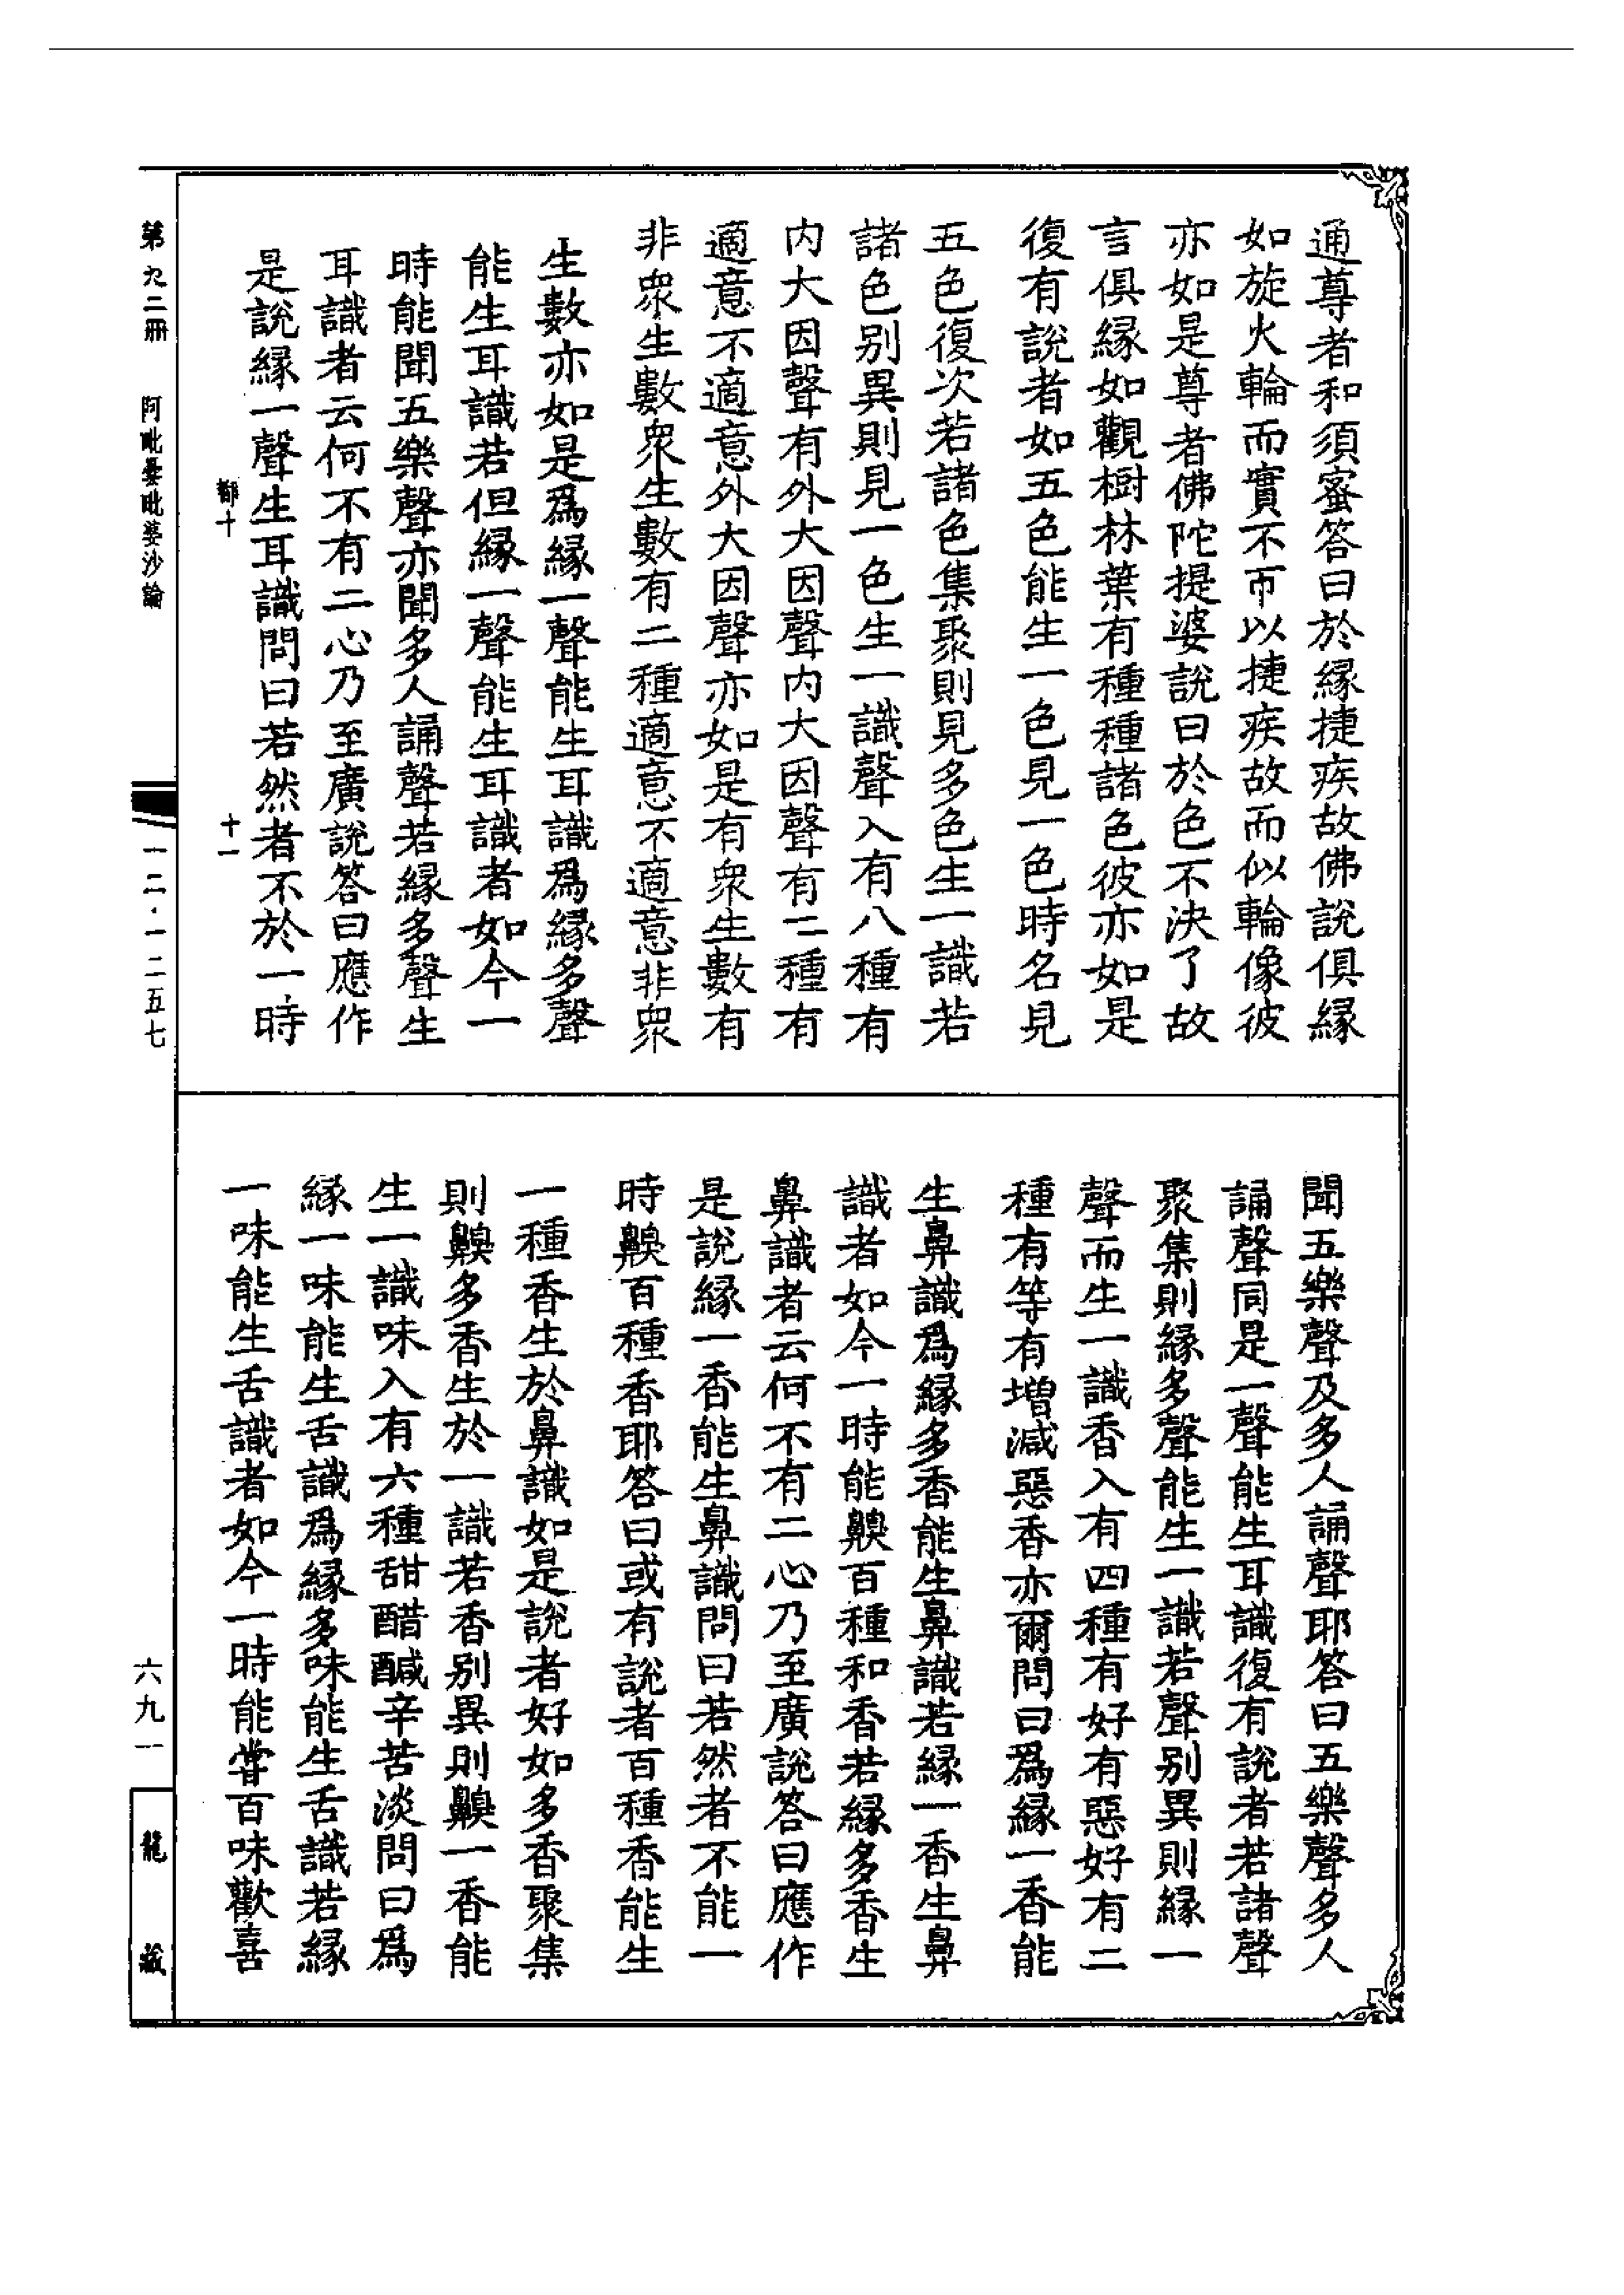 通尊者和須蜜答曰於緣捷疾故佛說俱緣
如旋火輪而實不帀以捷疾故而似輪像彼
亦如是尊者佛陀提婆說曰於色不決了故
言俱緣如觀樹林葉有種種諸色彼亦如是
復有說者如五色能生一色見一色時名見
五色復次若諸色集聚則見多色生一識若
諸色別異則見一色生一識聲入有八種有
内大因聲有外大因聲内大因聲有二種有
適意不適意外大因聲亦如是有衆生數有
非衆生數衆生數有二種適意不適意非衆
生數亦如是爲緣一聲能生耳識爲緣多聲
能生耳識若但緣一聲能生耳識者如今一
時能聞五樂聲亦聞多人誦聲若緣多聲生
耳識者云何不有二心乃至廣說答曰應作
是說緣一聲生耳識問曰若然者不於一時
聞五樂聲及多人誦聲耶答曰五樂聲多人
誦聲同是一聲能生耳識復有說者若諸聲
聚集則緣多聲能生一識若聲別異則緣一
聲而生一識香入有四種有好有惡好有二
種有等有增減惡香亦爾問曰爲緣一香能
生鼻識爲緣多香能生鼻識若緣一香生鼻
識者如今一時能齅百種和香若緣多香生
鼻識者云何不有二心乃至廣說答曰應作
是說緣一香能生鼻識問曰若然者不能一
時齅百種香耶答曰或有說者百種香能生
一種香生於鼻識如是說者好如多香聚集
則齅多香生於一識若香別異則齅一香能
生一識味入有六種甜醋鹹辛苦淡問曰爲
緣一味能生舌識爲緣多味能生舌識若緣
一味能生舌識者如今一時能甞百味歡喜
都十
十一
第九二冊
阿毗曇毗婆沙論
一二·一二五七
六九一
龍藏